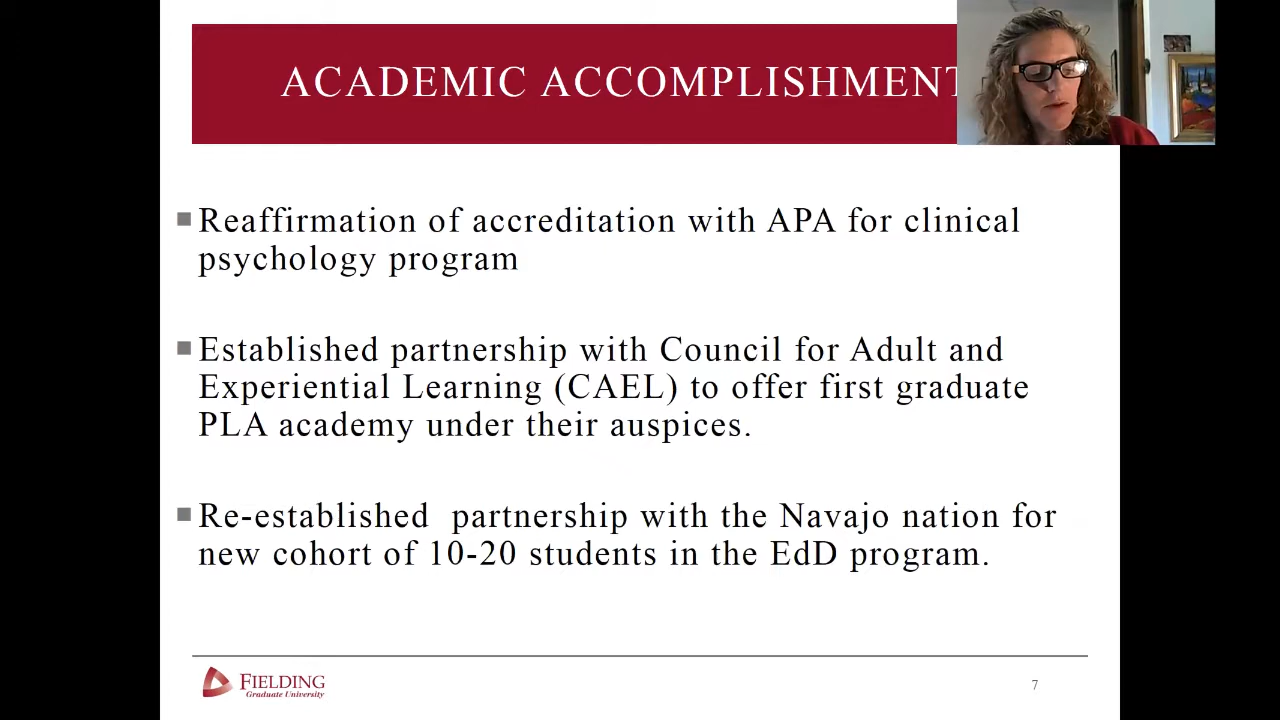 ACADEMIC ACCOMPLISHMENT
Reaffirmation of accreditation with APA for clinical
psychology program
Established partnership with Council for Adult and
Experiential Learning (CAEL) to offer first graduate
PLA academy under their auspices.
Re-established  partnership with the Navajo nation for
new cohort of 10-20 students in the EdD program.
FIELDING
Graduate University
7